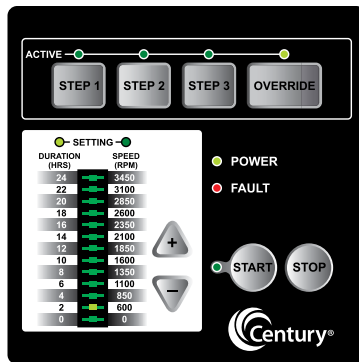 ACTIVE
STEP 1 STEP 2 STEP 3 OVERRIDE
SETTING
DURATION (HRS) SPEED (RPM)
24 3450
22 3100
20 2850
18 2600
16 2350
14 2100
12 1850
10 1600
8 1350
6 1100
4 850
2 600
0 0
+
−
POWER
FAULT
START STOP
Century®